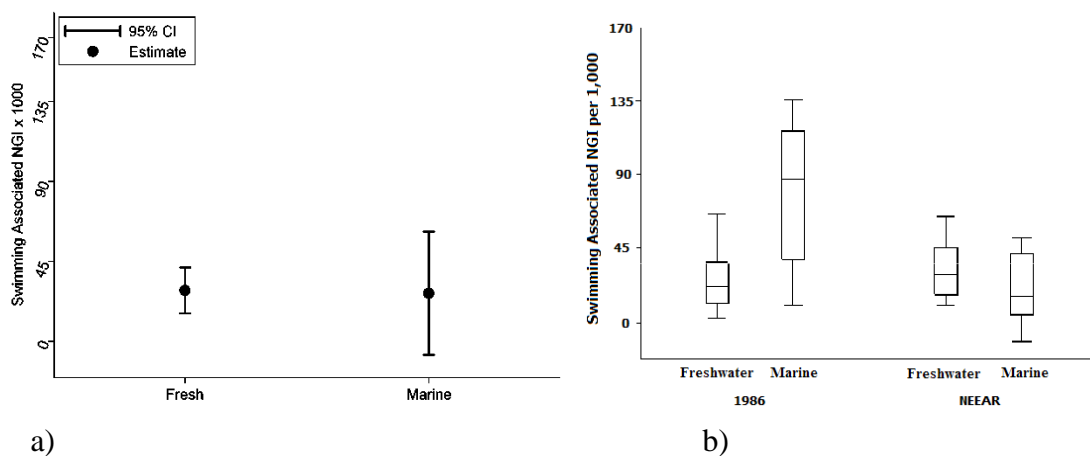 95% CI
Estimate
Swimming Associated NGI x 1000
170
135
90
45
0
Fresh
Marine
a)
Swimming Associated NGI per 1,000
170
135
90
45
0
Freshwater Marine
Freshwater Marine
1986
NEEAR
b)